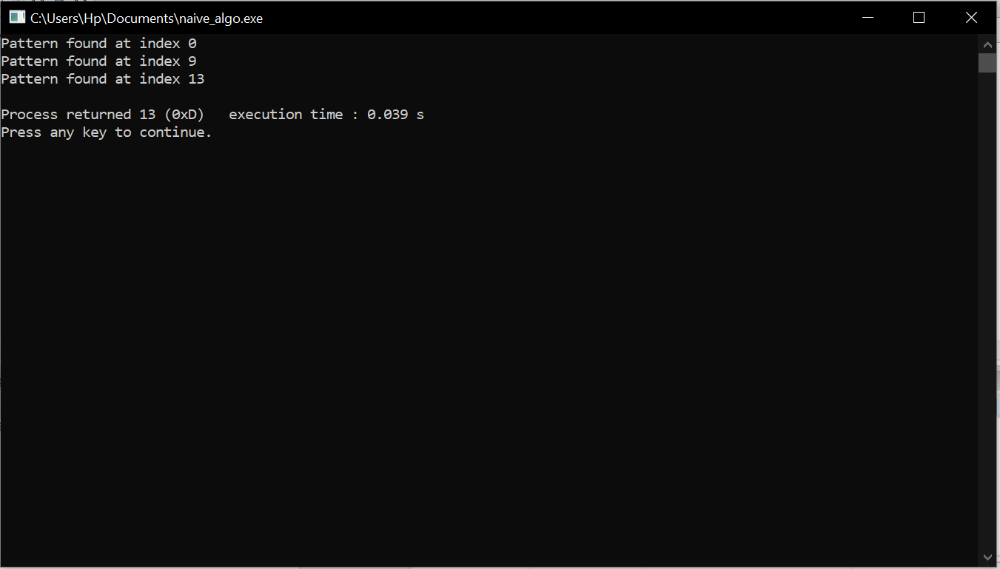 C:\Users\Hp\Documents\naive_algo.exe
Pattern found at index 0
Pattern found at index 9
Pattern found at index 13
Process returned 13 (0xD)   execution time : 0.039 s
Press any key to continue.